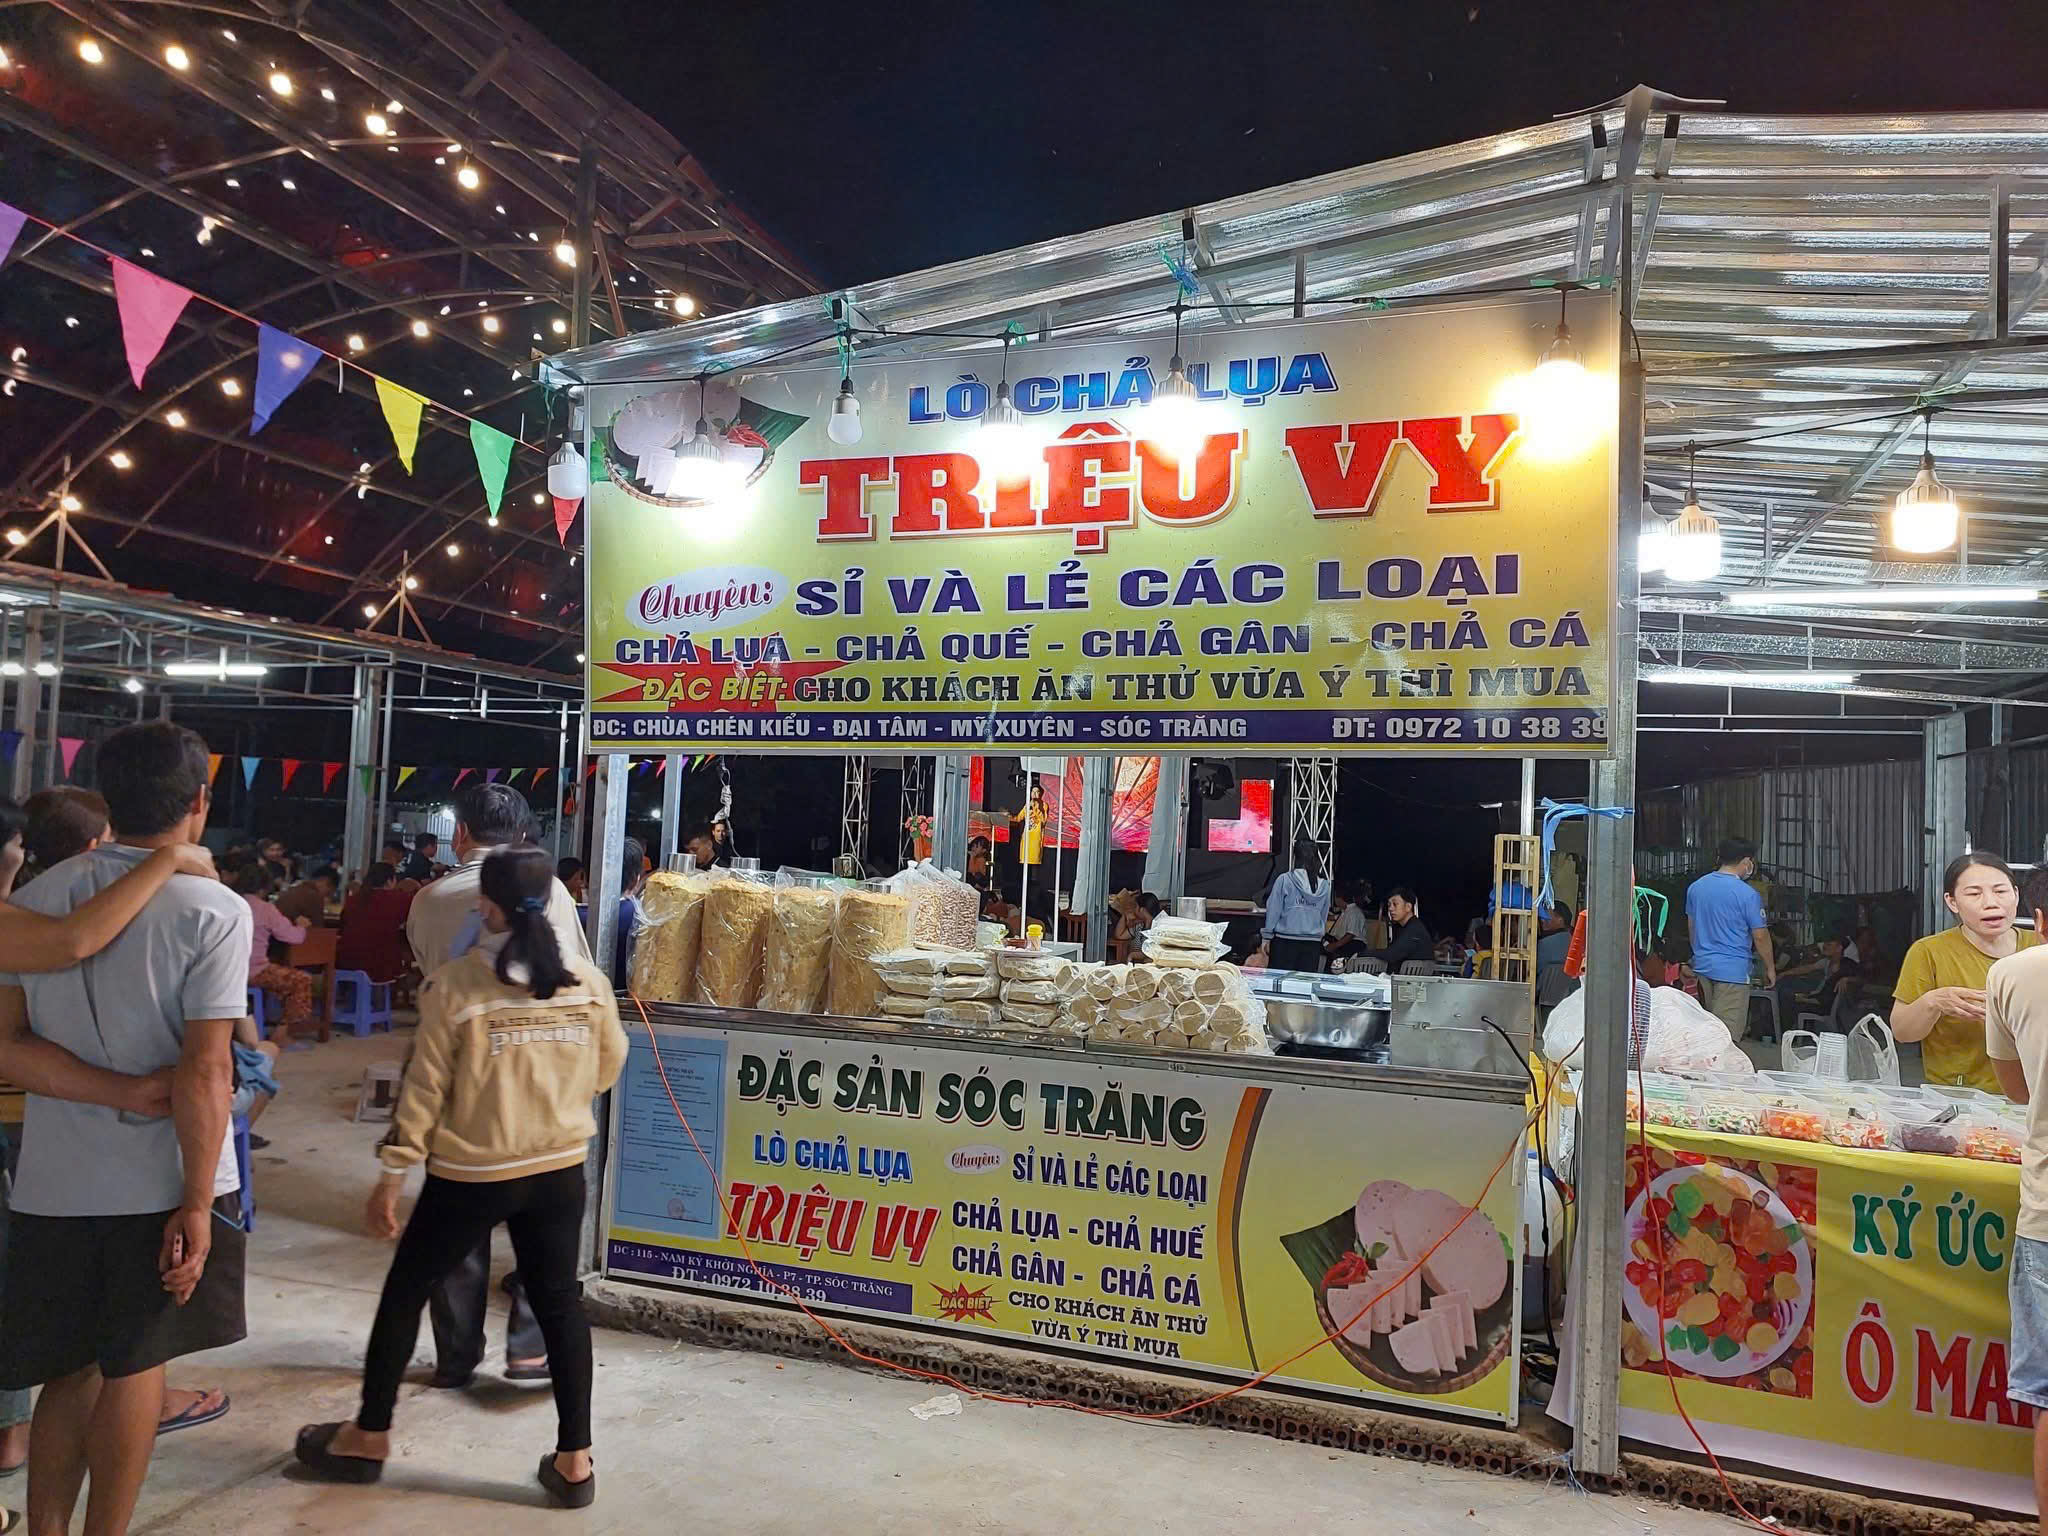 LÒ CHẢ LỤA
TRIỆU VY
Chuyên: SỈ VÀ LẺ CÁC LOẠI
CHẢ LỤA - CHẢ QUẾ - CHẢ GÂN - CHẢ CÁ
ĐẶC BIỆT: CHO KHÁCH ĂN THỬ VỪA Ý THÌ MUA
ĐC: CHÙA CHÉN KIỂU - ĐẠI TÂM - MỸ XUYÊN - SÓC TRĂNG ĐT: 0972 10 38 39
PONDO
ĐẶC SẢN SÓC TRĂNG
LÒ CHẢ LỤA
TRIỆU VY
ĐC : 115 - NAM KỲ KHỞI NGHĨA - P7 - TP. SÓC TRĂNG
ĐT : 0972 10 38 39
Chuyên: SỈ VÀ LẺ CÁC LOẠI
CHẢ LỤA - CHẢ HUẾ
CHẢ GÂN - CHẢ CÁ
ĐẶC BIỆT CHO KHÁCH ĂN THỬ
VỪA Ý THÌ MUA
KÝ ỨC
Ô MAI